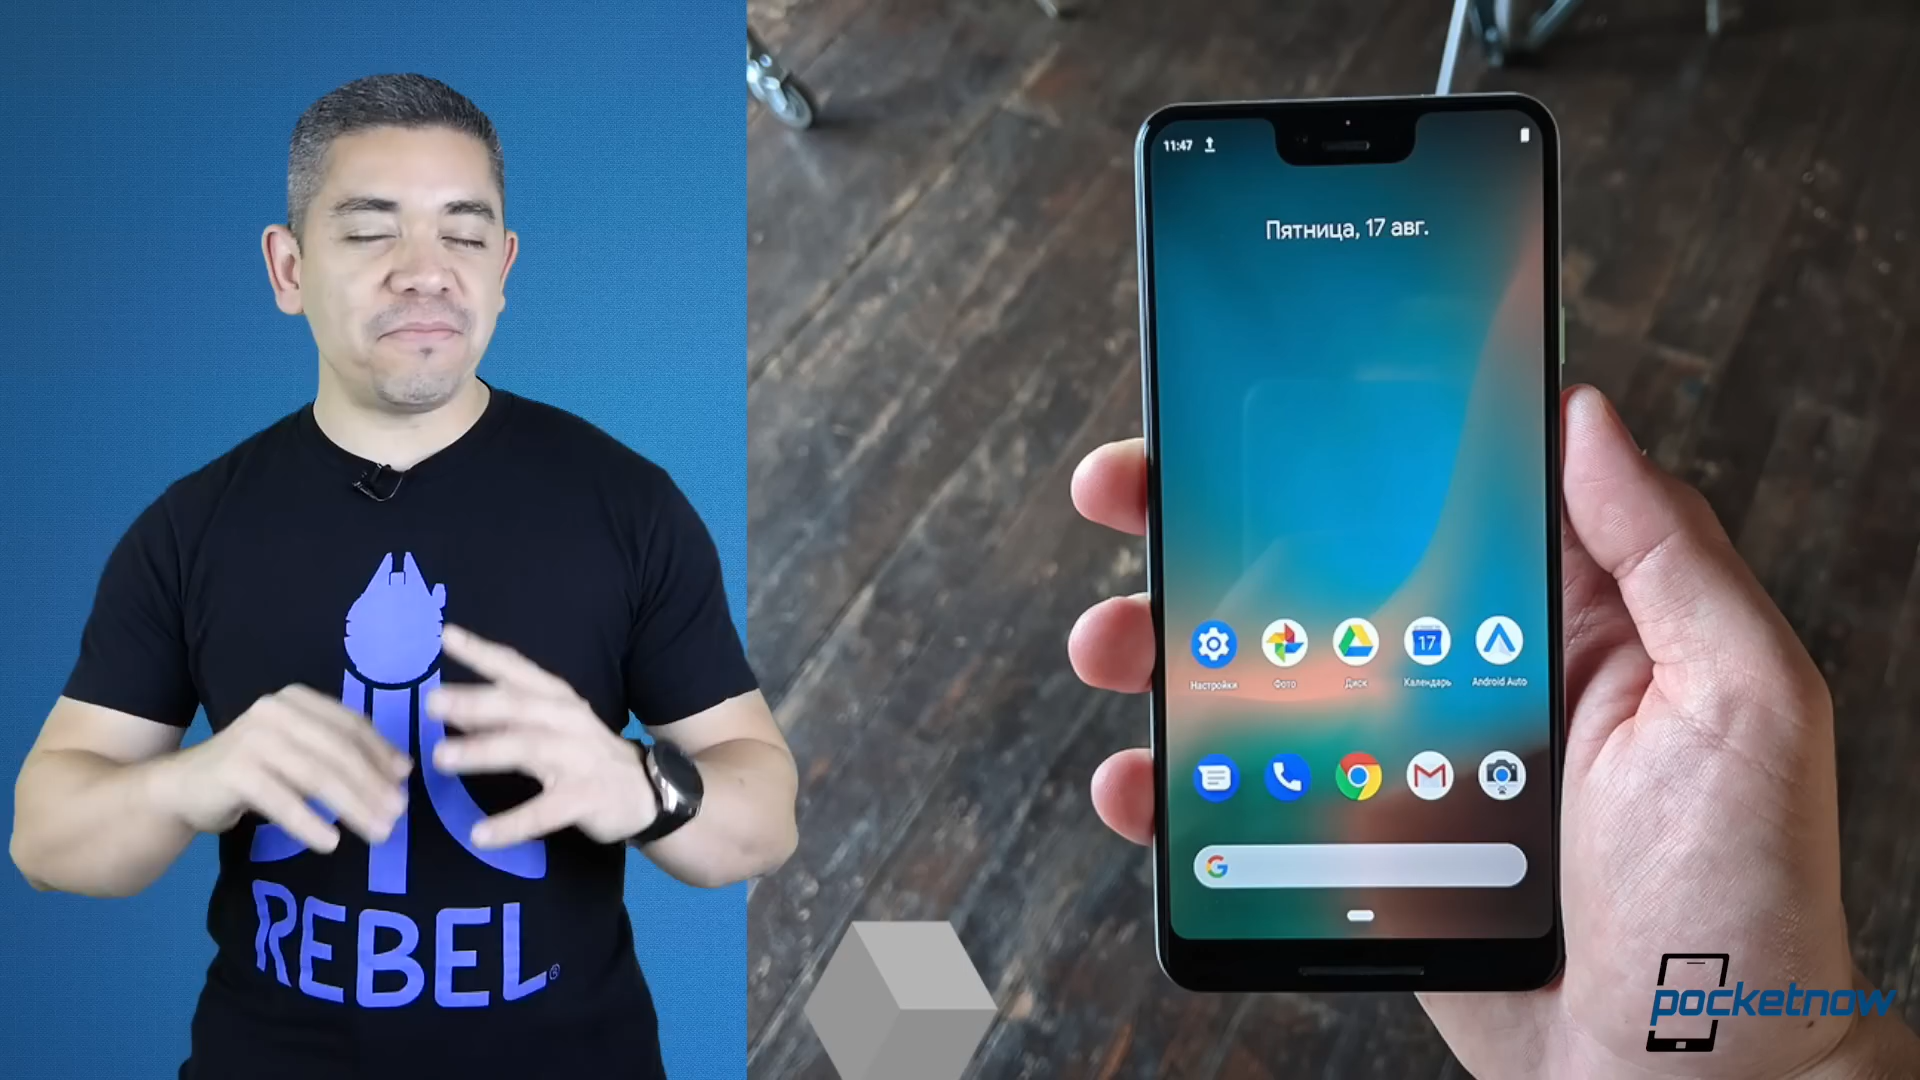 REBEL
11:47
Пятница, 17 авг.
17
Настройки
Фото
Диск
Календарь
Android Auto
pocketnow